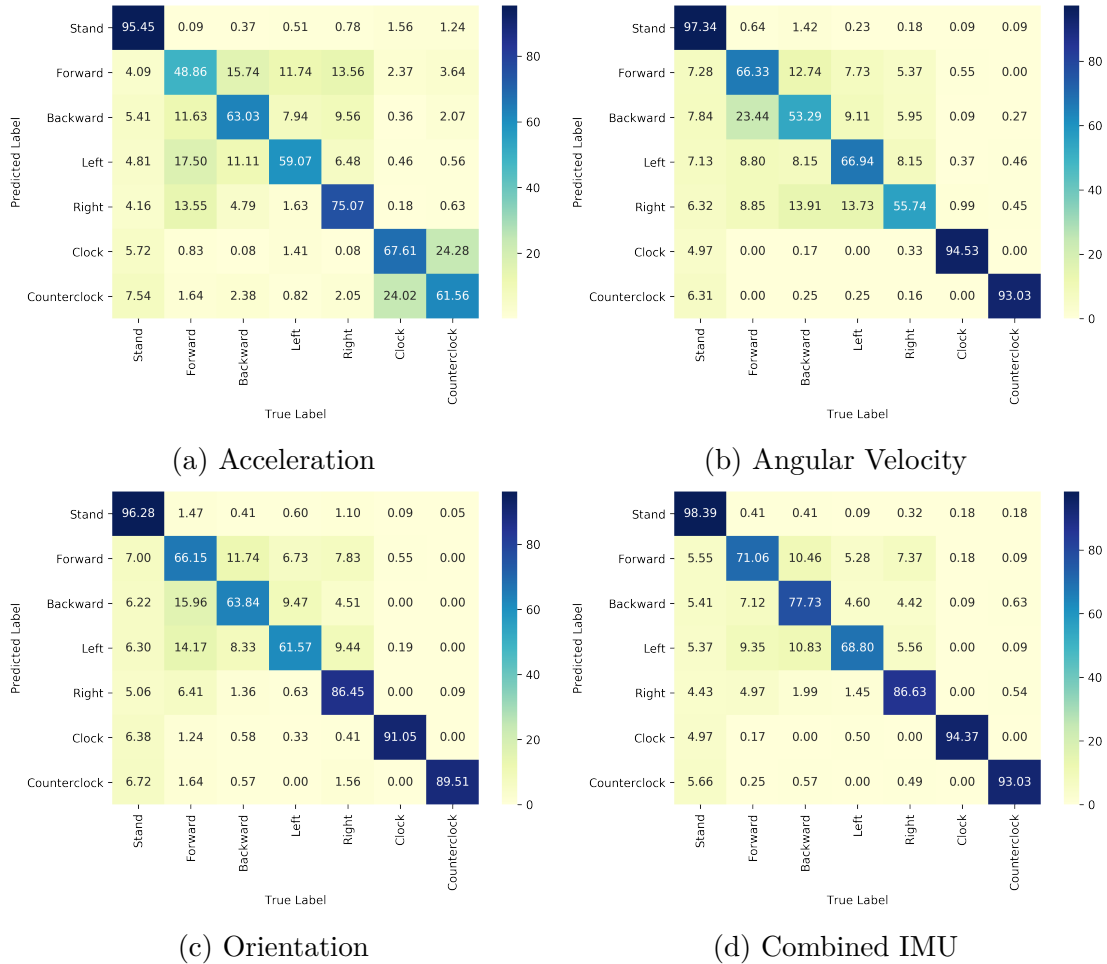 Predicted Label
Stand 95.45 0.09 0.37 0.51 0.78 1.56 1.24
Forward 4.09 48.86 15.74 11.74 13.56 2.37 3.64
Backward 5.41 11.63 63.03 7.94 9.56 0.36 2.07
Left 4.81 17.50 11.11 59.07 6.48 0.46 0.56
Right 4.16 13.55 4.79 1.63 75.07 0.18 0.63
Clock 5.72 0.83 0.08 1.41 0.08 67.61 24.28
Counterclock 7.54 1.64 2.38 0.82 2.05 24.02 61.56
Stand Forward Backward Left Right Clock Counterclock
True Label
80
60
40
20
(a) Acceleration
Predicted Label
Stand 97.34 0.64 1.42 0.23 0.18 0.09 0.09
Forward 7.28 66.33 12.74 7.73 5.37 0.55 0.00
Backward 7.84 23.44 53.29 9.11 5.95 0.09 0.27
Left 7.13 8.80 8.15 66.94 8.15 0.37 0.46
Right 6.32 8.85 13.91 13.73 55.74 0.99 0.45
Clock 4.97 0.00 0.17 0.00 0.33 94.53 0.00
Counterclock 6.31 0.00 0.25 0.25 0.16 0.00 93.03
Stand Forward Backward Left Right Clock Counterclock
True Label
80
60
40
20
0
(b) Angular Velocity
Predicted Label
Stand 96.28 1.47 0.41 0.60 1.10 0.09 0.05
Forward 7.00 66.15 11.74 6.73 7.83 0.55 0.00
Backward 6.22 15.96 63.84 9.47 4.51 0.00 0.00
Left 6.30 14.17 8.33 61.57 9.44 0.19 0.00
Right 5.06 6.41 1.36 0.63 86.45 0.00 0.09
Clock 6.38 1.24 0.58 0.33 0.41 91.05 0.00
Counterclock 6.72 1.64 0.57 0.00 1.56 0.00 89.51
Stand Forward Backward Left Right Clock Counterclock
True Label
80
60
40
20
0
(c) Orientation
Predicted Label
Stand 98.39 0.41 0.41 0.09 0.32 0.18 0.18
Forward 5.55 71.06 10.46 5.28 7.37 0.18 0.09
Backward 5.41 7.12 77.73 4.60 4.42 0.09 0.63
Left 5.37 9.35 10.83 68.80 5.56 0.00 0.09
Right 4.43 4.97 1.99 1.45 86.63 0.00 0.54
Clock 4.97 0.17 0.00 0.50 0.00 94.37 0.00
Counterclock 5.66 0.25 0.57 0.00 0.49 0.00 93.03
Stand Forward Backward Left Right Clock Counterclock
True Label
80
60
40
20
0
(d) Combined IMU